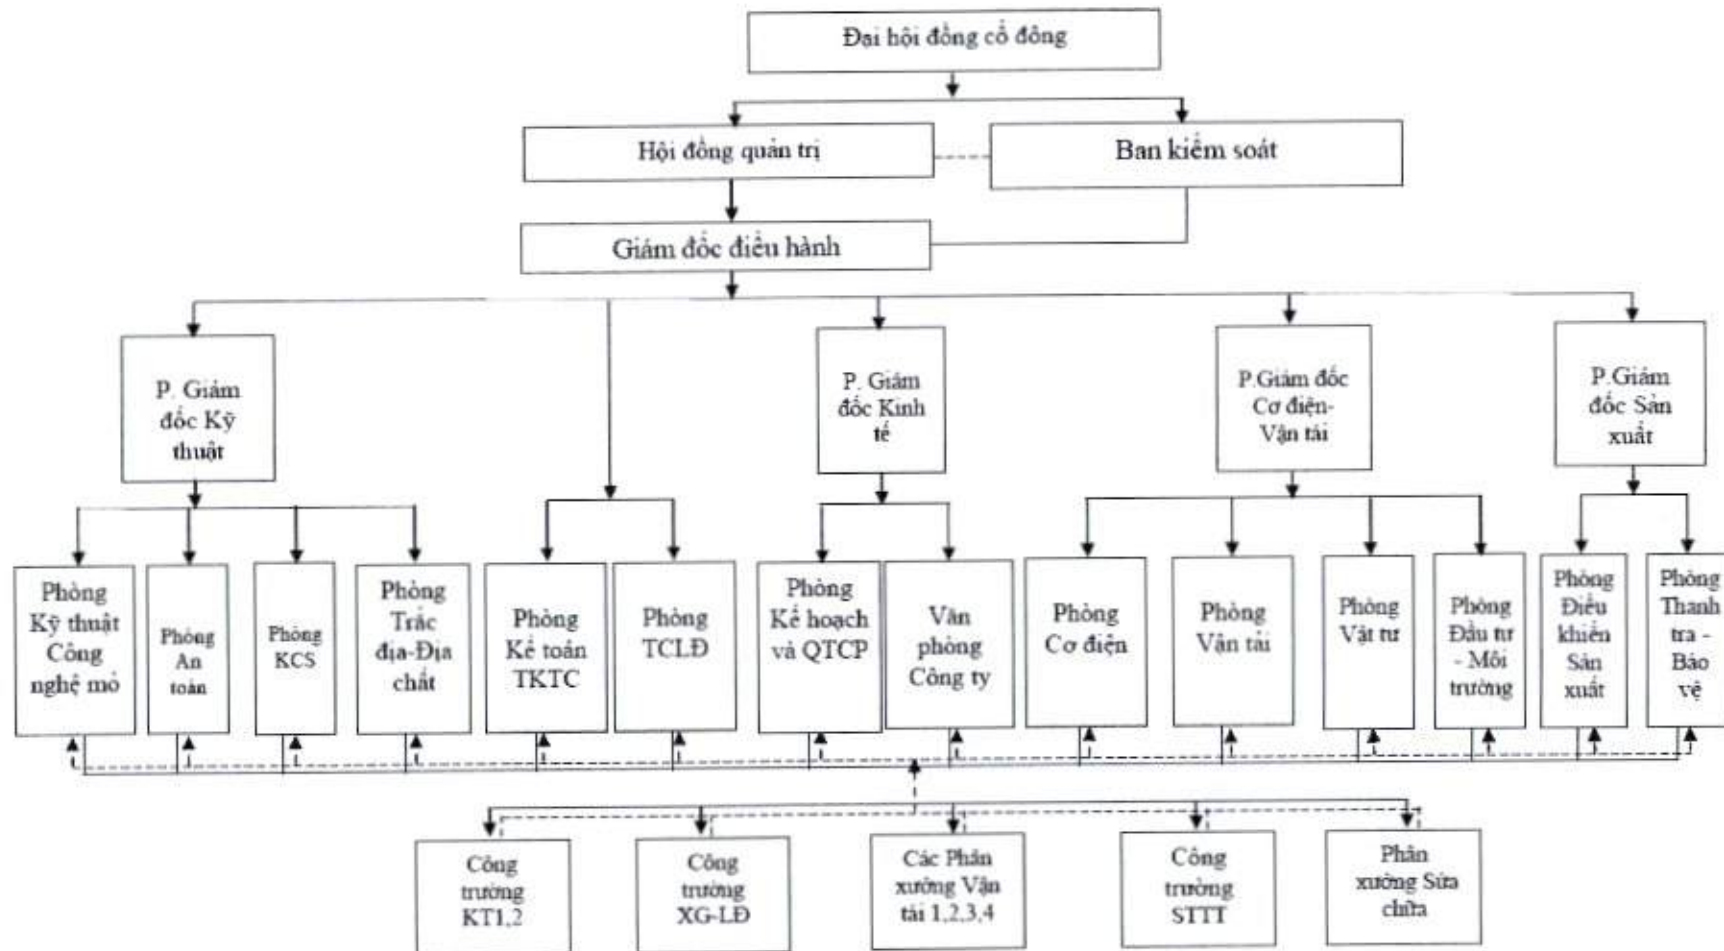 Đại hội đồng cổ đông
Hội đồng quản trị
Ban kiểm soát
Giám đốc điều hành
P. Giám
đốc Kỹ
thuật
P. Giám
đốc Kinh
tế
P.Giám đốc
Cơ điện-
Vận tải
P.Giám
đốc Sản
xuất
Phòng
Kỹ thuật
Công
nghệ mỏ
Phòng
An
toàn
Phòng
KCS
Phòng
Trắc
địa-Địa
chất
Phòng
Kế toán
TKTC
Phòng
TCLĐ
Phòng
Kế hoạch
và QTCP
Văn
phòng
Công ty
Phòng
Cơ điện
Phòng
Vận tải
Phòng
Vật tư
Phòng
Đầu tư
- Môi
trường
Phòng
Điều
khiển
Sản
xuất
Phòng
Thanh
tra -
Bảo
vệ
Công
trường
KT1,2
Công
trường
XG-LĐ
Các Phân
xưởng Vận
tải 1,2,3,4
Công
trường
STTT
Phân
xưởng Sửa
chữa